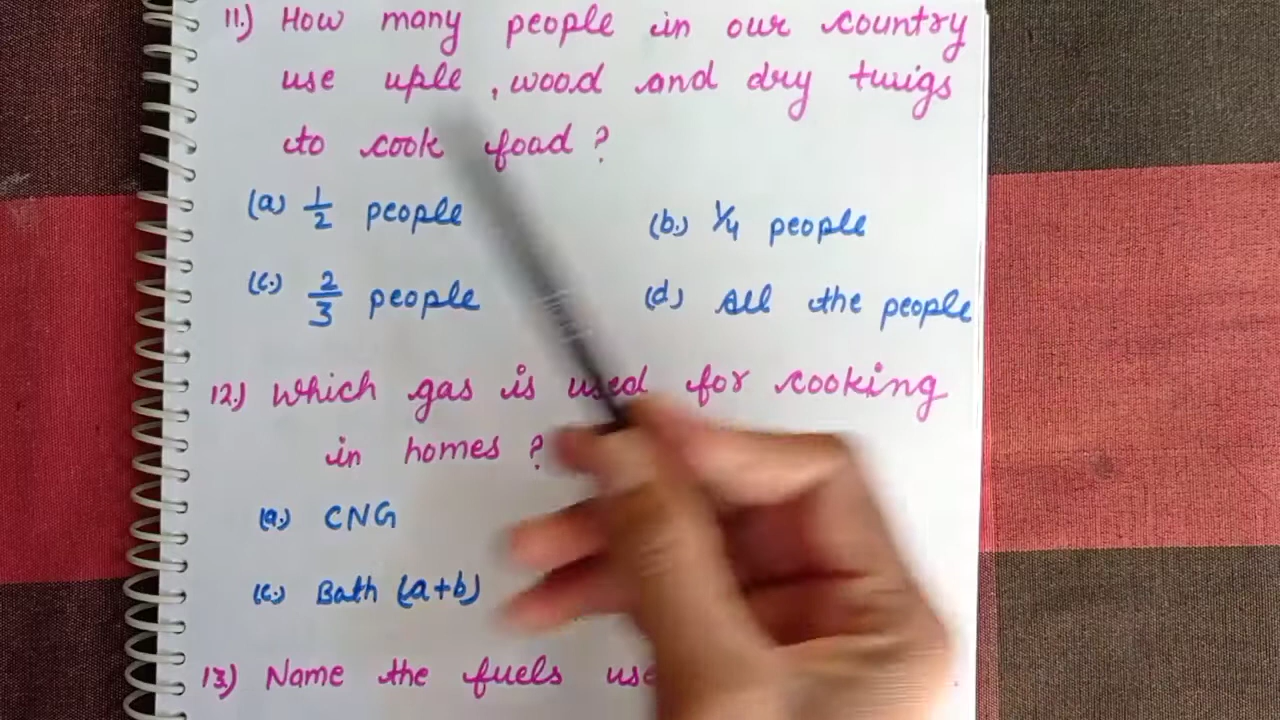 11.) How many people in our country
use uple, wood and dry twigs
to cook foad?
(a) 1/2 people (b.) 1/4 people
(c.) 2/3 people (d) All the people
12.) Which gas is used for cooking
in homes?
(a.) CNG
(c.) Bath (a+b)
13) Name the fuels